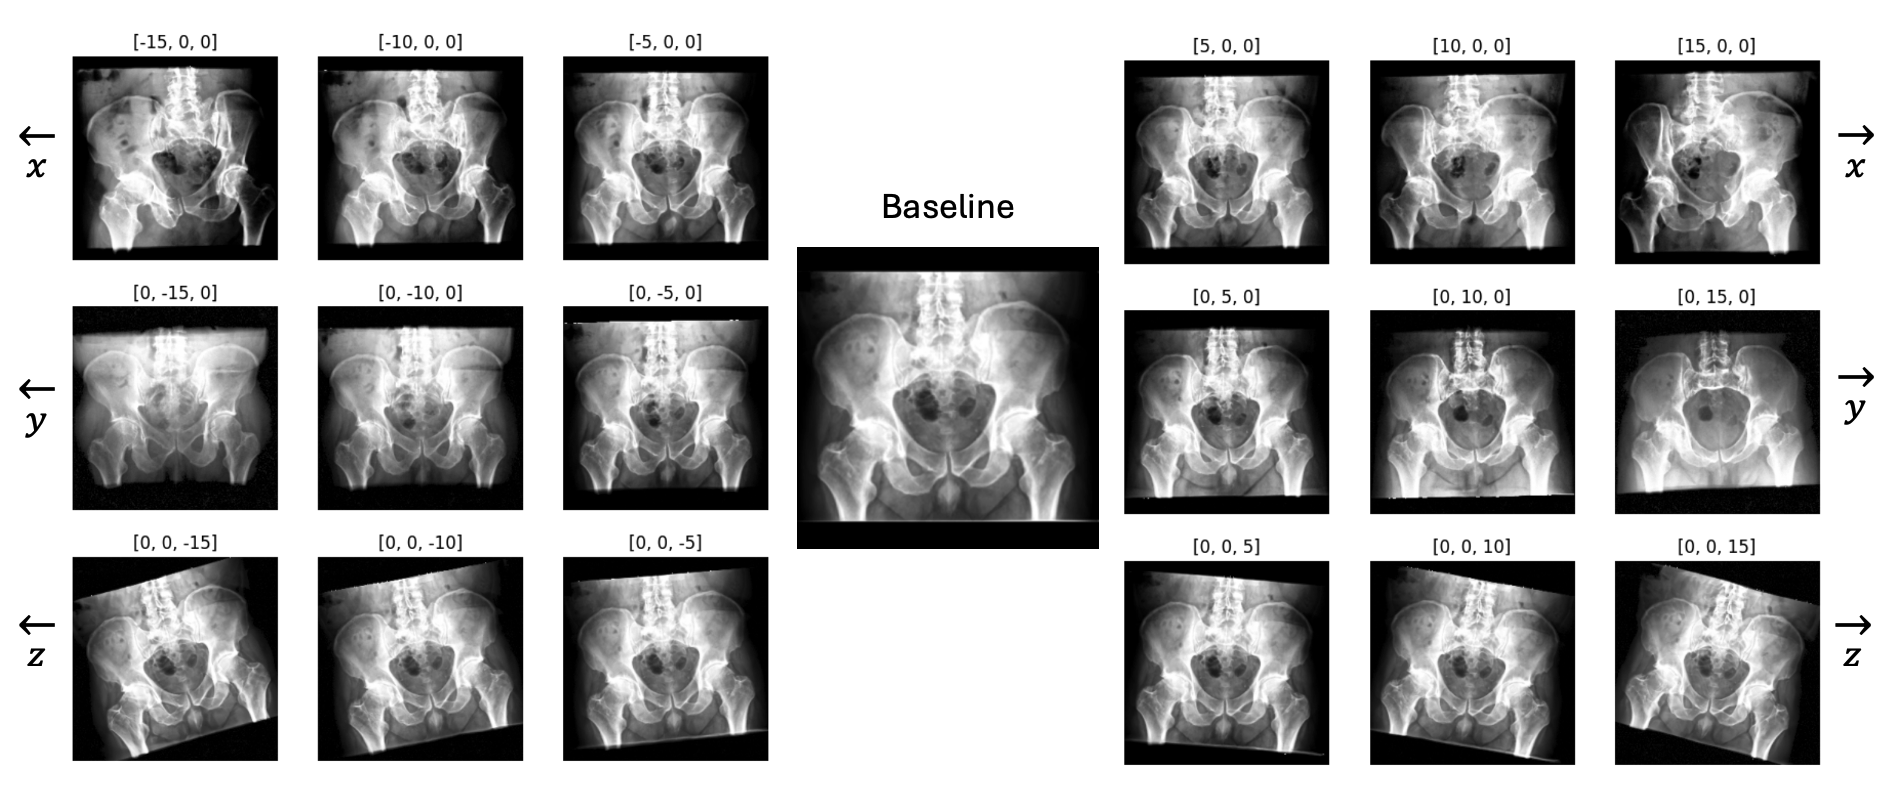 [-15, 0, 0] [-10, 0, 0] [-5, 0, 0] [5, 0, 0] [10, 0, 0] [15, 0, 0]
← x → x
Baseline
[0, -15, 0] [0, -10, 0] [0, -5, 0] [0, 5, 0] [0, 10, 0] [0, 15, 0]
← y → y
[0, 0, -15] [0, 0, -10] [0, 0, -5] [0, 0, 5] [0, 0, 10] [0, 0, 15]
← z → z